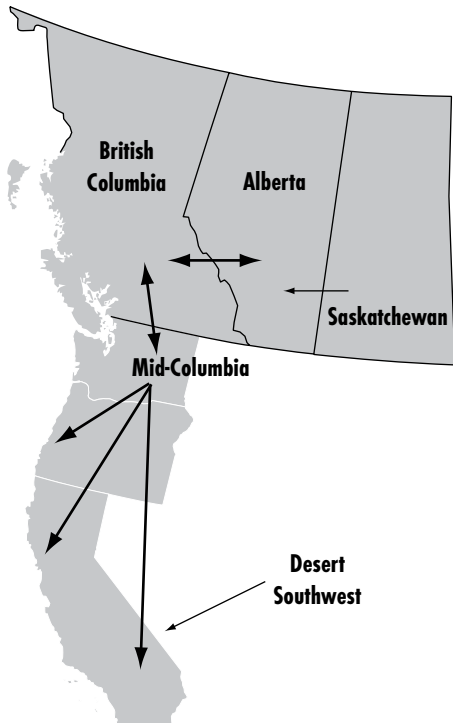 British
Columbia
Alberta
Saskatchewan
Mid-Columbia
Desert
Southwest